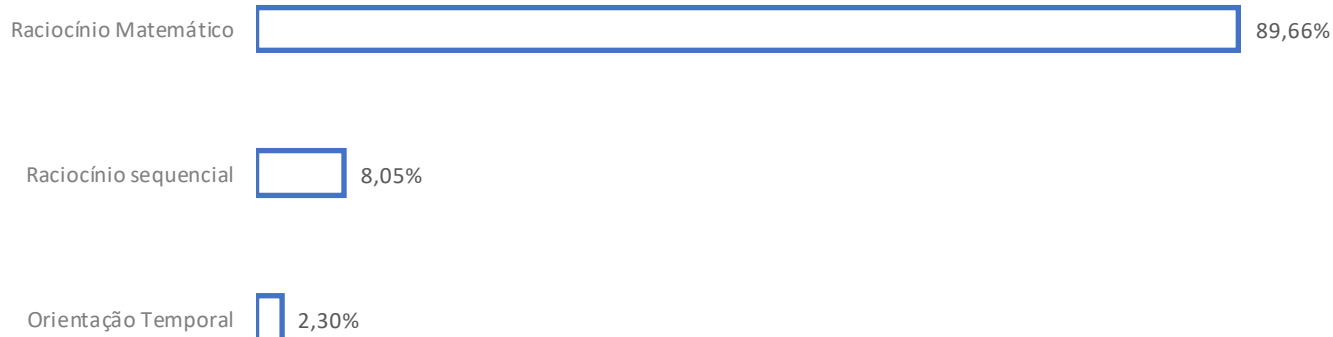 Raciocínio Matemático 89,66%
Raciocínio sequencial 8,05%
Orientação Temporal 2,30%